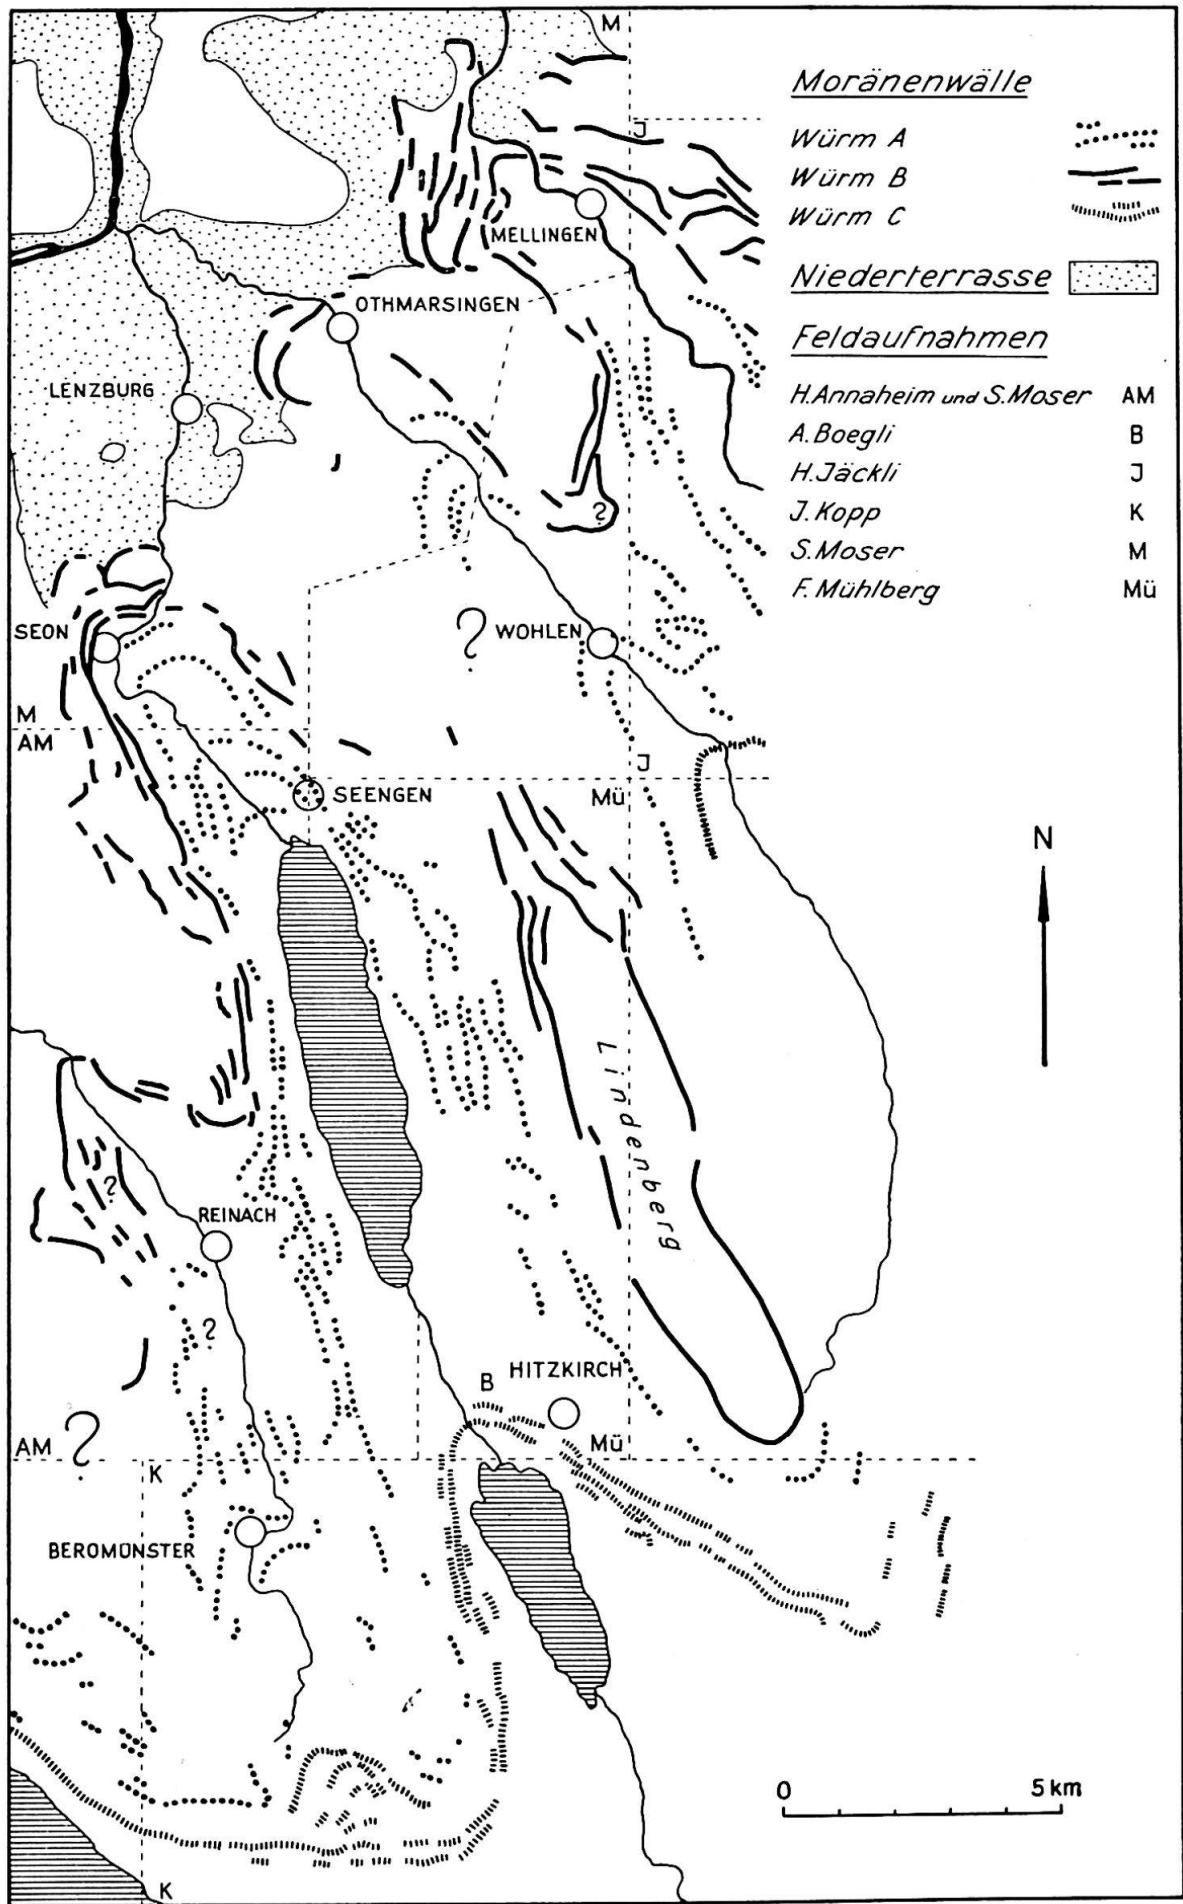 M
Moränenwälle
J
Würm A
Würm B
Würm C
MELLINGEN
Niederterrasse
OTHMARSINGEN
Feldaufnahmen
LENZBURG
H.Annaheim und S.Moser AM
A.Boegli B
H.Jäckli J
J.Kopp K
?
S.Moser M
F.Mühlberg Mü
SEON
? WOHLEN
M
AM
J
SEENGEN
Mü
N
Lindenberg
?
REINACH
?
B HITZKIRCH
AM ?
Mü
K
BEROMÜNSTER
0 5 km
K